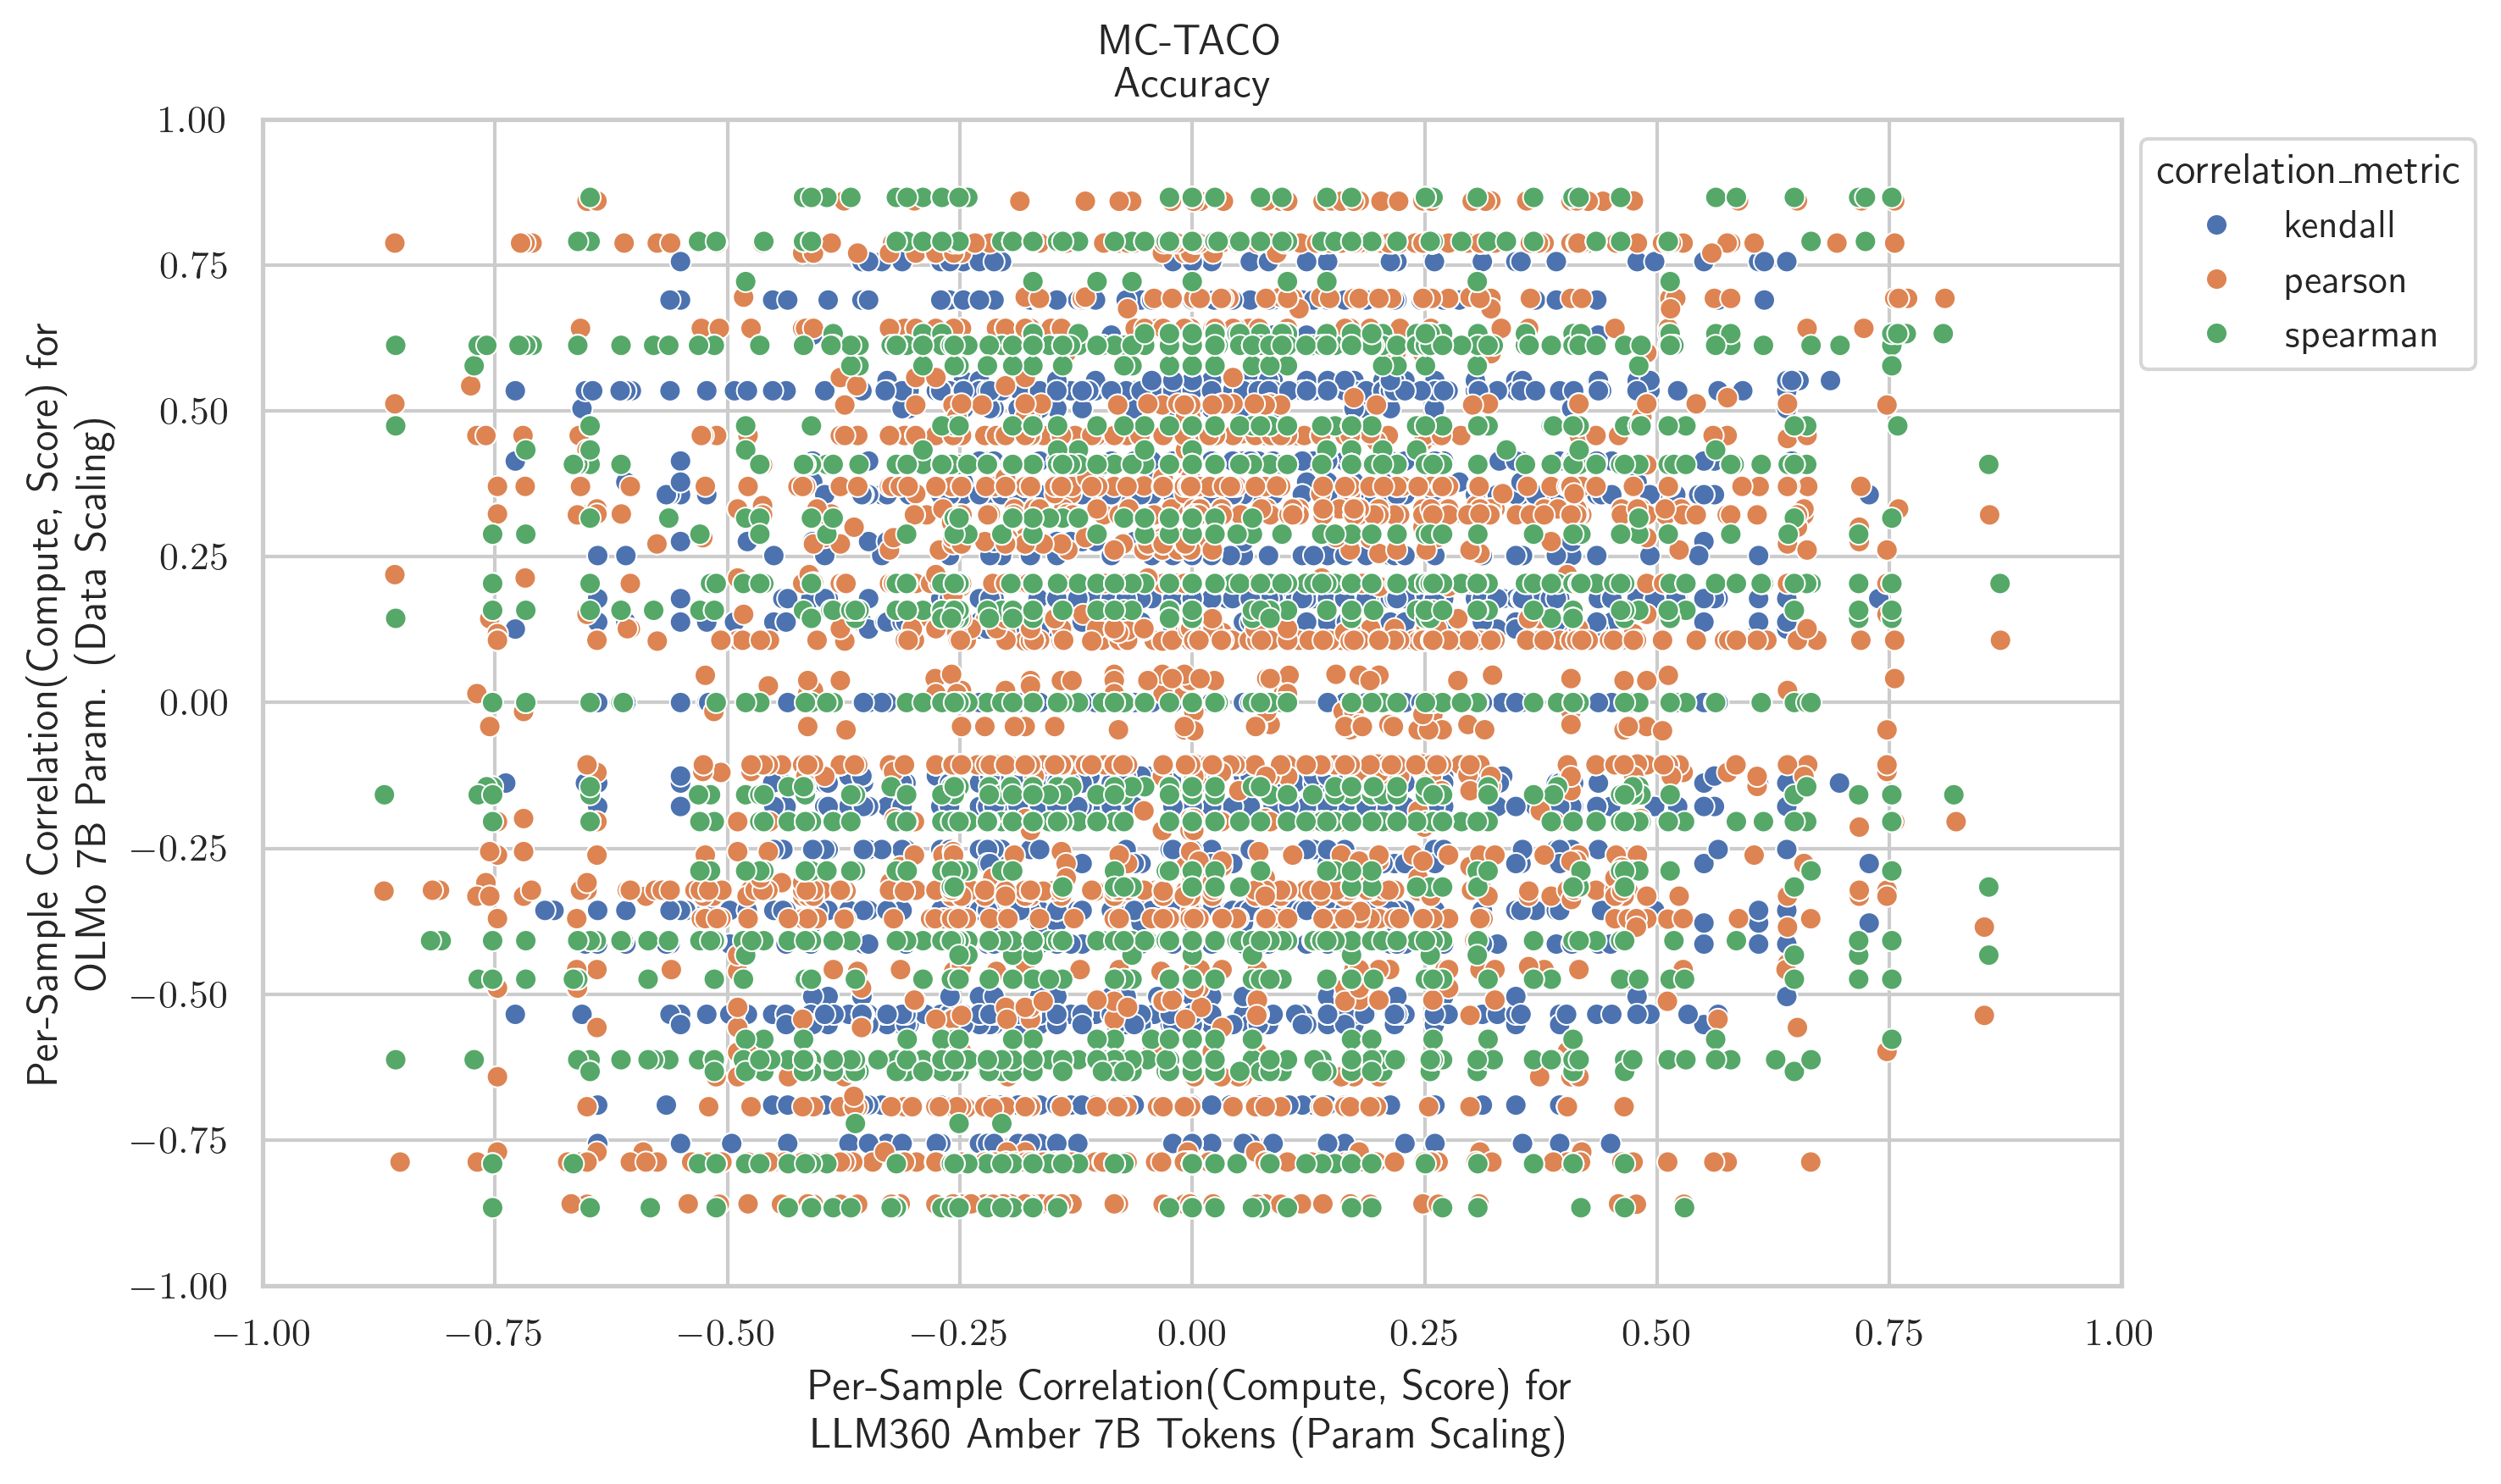 MC-TACO
Accuracy
Per-Sample Correlation(Compute, Score) for
OLMo 7B Param. (Data Scaling)
1.00
0.75
0.50
0.25
0.00
−0.25
−0.50
−0.75
−1.00
−1.00 −0.75 −0.50 −0.25 0.00 0.25 0.50 0.75 1.00
Per-Sample Correlation(Compute, Score) for
LLM360 Amber 7B Tokens (Param Scaling)
correlation_metric
kendall
pearson
spearman